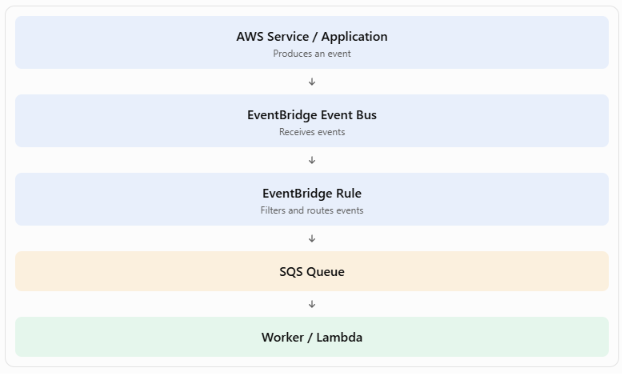 AWS Service / Application
Produces an event
↓
EventBridge Event Bus
Receives events
↓
EventBridge Rule
Filters and routes events
↓
SQS Queue
↓
Worker / Lambda